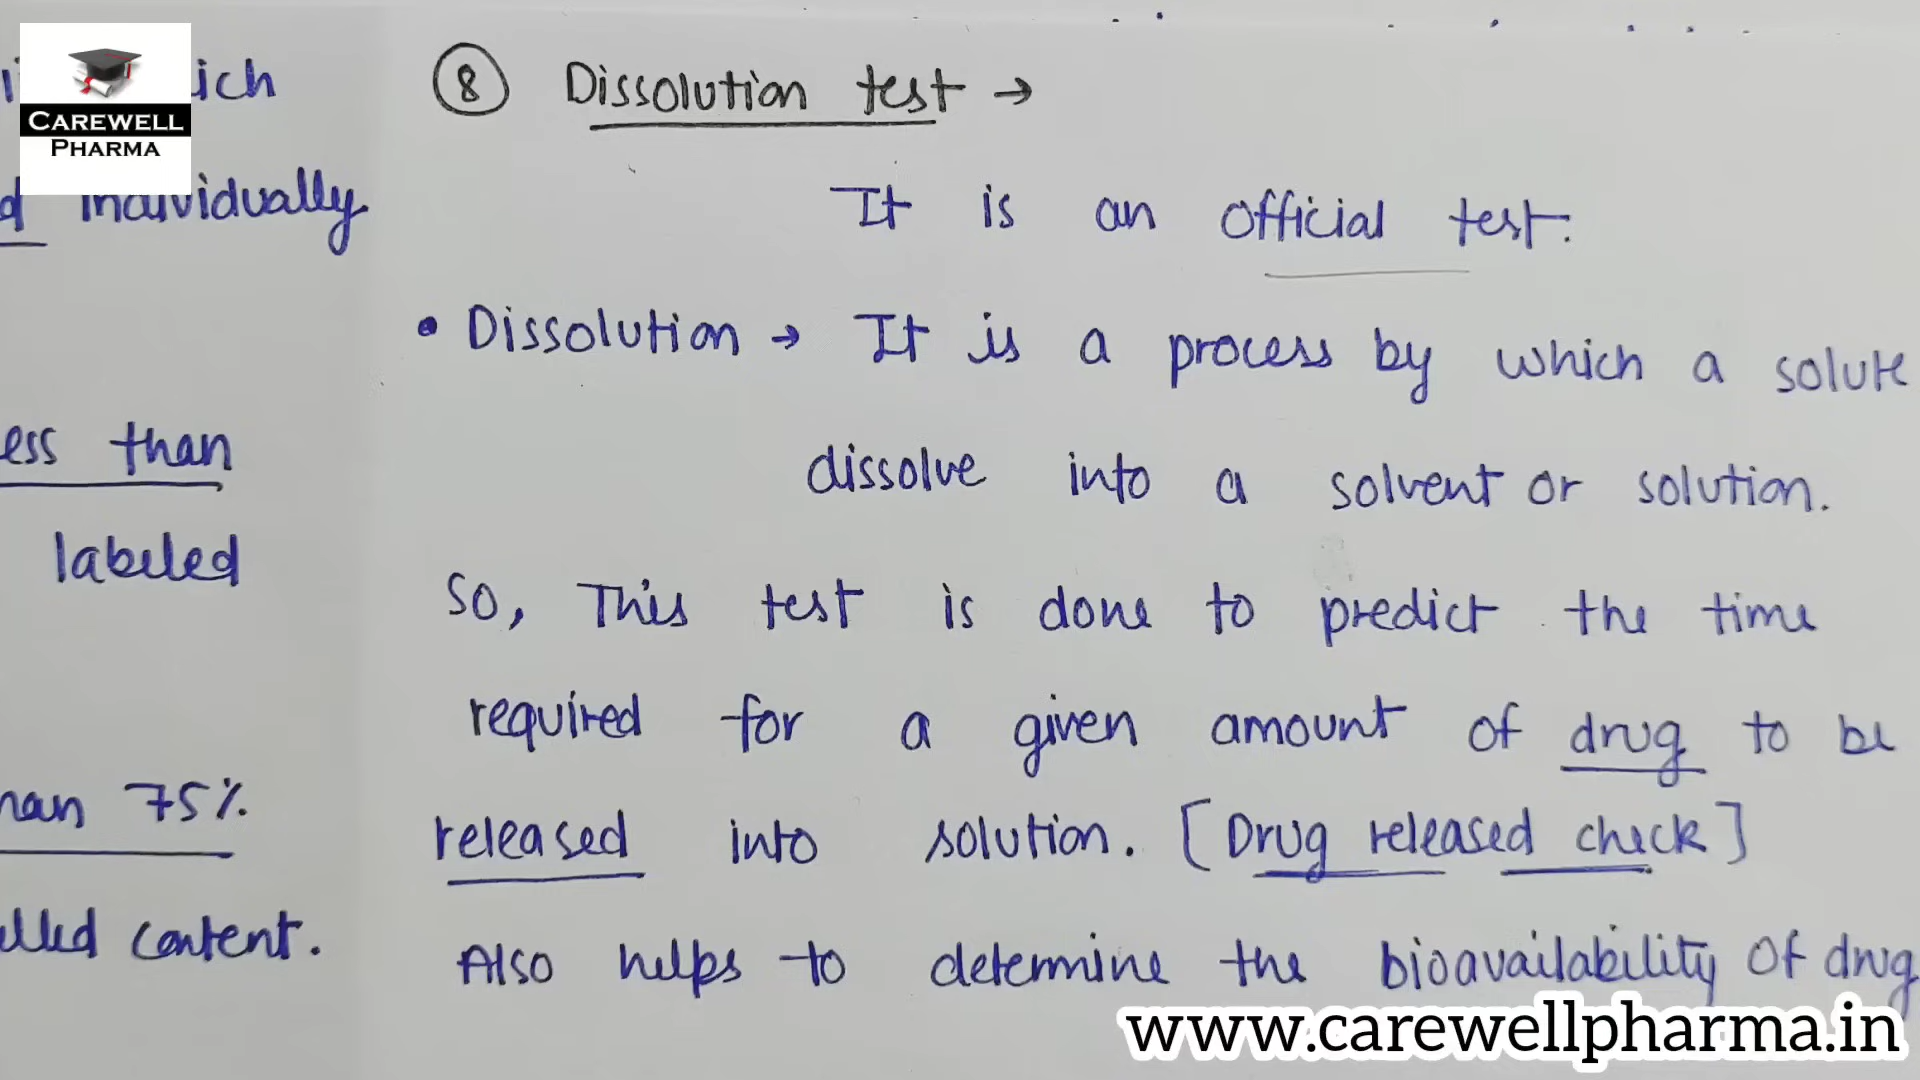 CAREWELL
PHARMA
ich
individually
ess than
labeled
han 75%
elled content.
⑧ Dissolution test →
It is an official test.
• Dissolution → It is a process by which a solute
dissolve into a solvent or solution.
So, This test is done to predict the time
required for a given amount of drug to be
released into solution. [Drug released check]
Also helps to determine the bioavailability of drug
www.carewellpharma.in